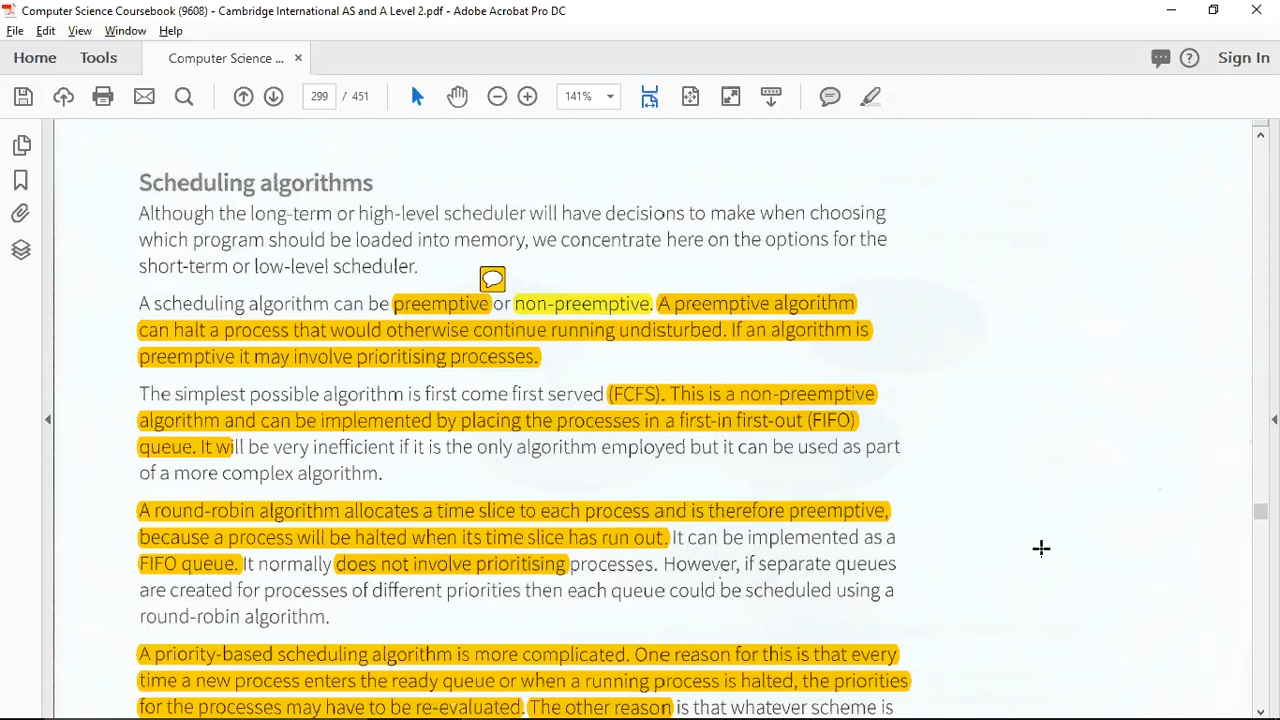 Computer Science Coursebook (9608) - Cambridge International AS and A Level 2.pdf - Adobe Acrobat Pro DC
File Edit View Window Help
Home Tools Computer Science ... × Sign In
299 / 451 141%
Scheduling algorithms
Although the long-term or high-level scheduler will have decisions to make when choosing
which program should be loaded into memory, we concentrate here on the options for the
short-term or low-level scheduler.
A scheduling algorithm can be preemptive or non-preemptive. A preemptive algorithm
can halt a process that would otherwise continue running undisturbed. If an algorithm is
preemptive it may involve prioritising processes.
The simplest possible algorithm is first come first served (FCFS). This is a non-preemptive
algorithm and can be implemented by placing the processes in a first-in first-out (FIFO)
queue. It will be very inefficient if it is the only algorithm employed but it can be used as part
of a more complex algorithm.
A round-robin algorithm allocates a time slice to each process and is therefore preemptive,
because a process will be halted when its time slice has run out. It can be implemented as a
FIFO queue. It normally does not involve prioritising processes. However, if separate queues
are created for processes of different priorities then each queue could be scheduled using a
round-robin algorithm.
A priority-based scheduling algorithm is more complicated. One reason for this is that every
time a new process enters the ready queue or when a running process is halted, the priorities
for the processes may have to be re-evaluated. The other reason is that whatever scheme is